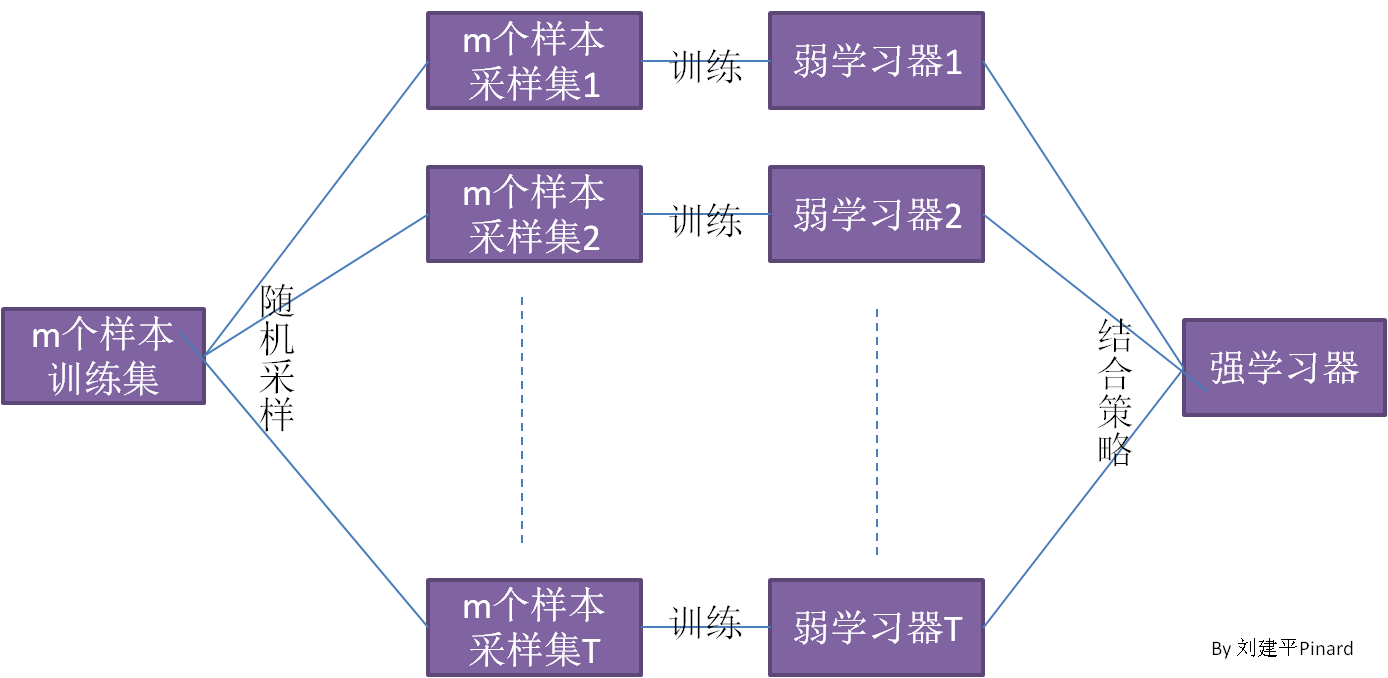 m个样本
采样集1
训练
弱学习器1
m个样本
采样集2
训练
弱学习器2
随机采样
m个样本
训练集
结合策略
强学习器
m个样本
采样集T
训练
弱学习器T
By 刘建平Pinard